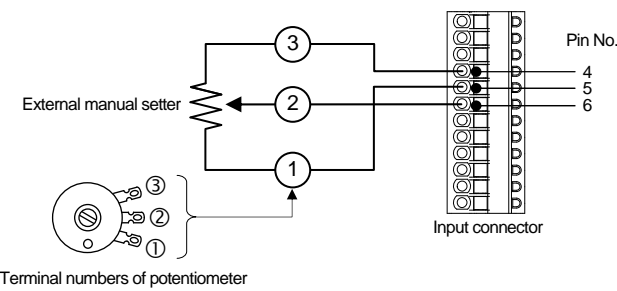 3
Pin No.
4
External manual setter
2
5
6
1
③
②
①
Input connector
Terminal numbers of potentiometer